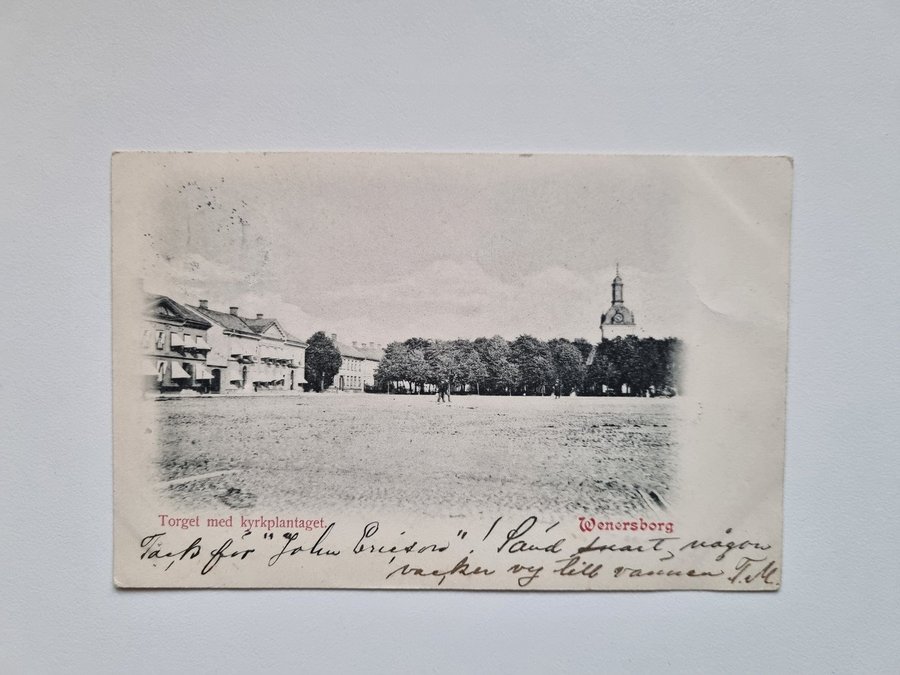 Torget med kyrkplantaget.
Wenersborg
Tack för "John Ericson"! Sänd snart, någon
vacker vy till vännen T.M.